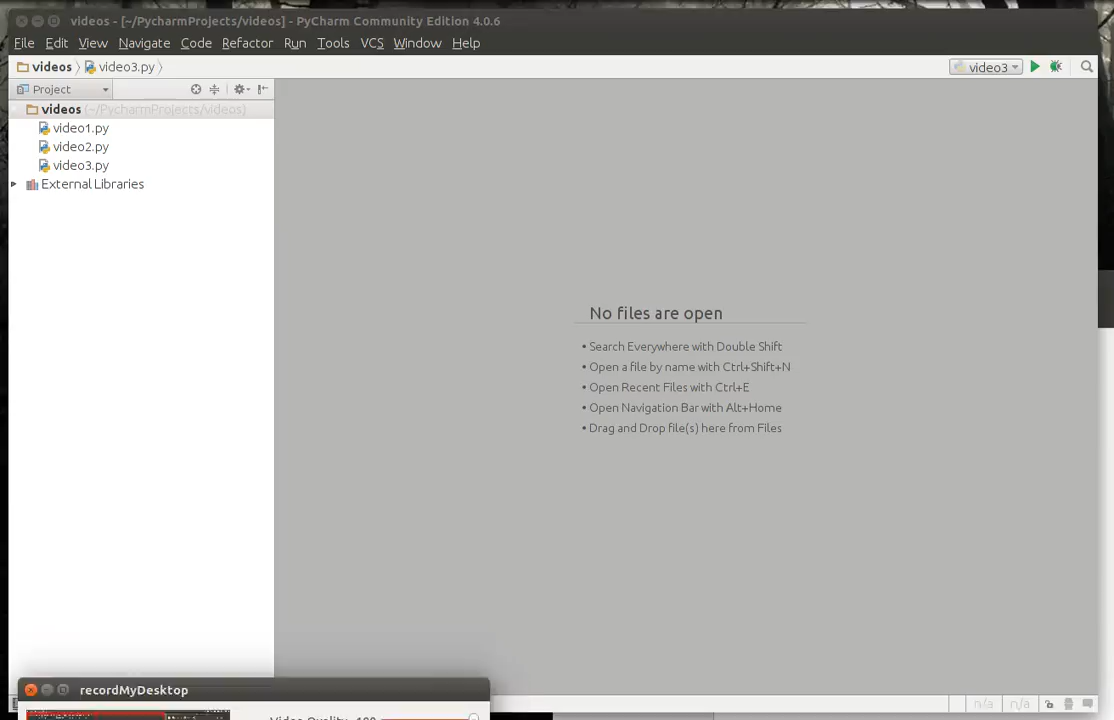 videos - [~/PycharmProjects/videos] - PyCharm Community Edition 4.0.6
File Edit View Navigate Code Refactor Run Tools VCS Window Help
videos video3.py video3
Project
videos (~/PycharmProjects/videos)
video1.py
video2.py
video3.py
External Libraries
No files are open
• Search Everywhere with Double Shift
• Open a file by name with Ctrl+Shift+N
• Open Recent Files with Ctrl+E
• Open Navigation Bar with Alt+Home
• Drag and Drop file(s) here from Files
recordMyDesktop
n/a n/a
Video Quality 100